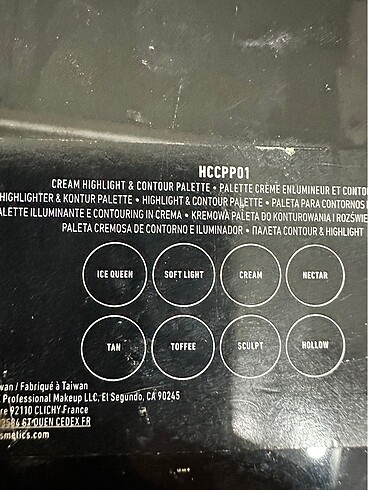 HCCPP01
CREAM HIGHLIGHT & CONTOUR PALETTE • PALETTE CRÈME ENLUMINEUR ET CONTOU
HIGHLIGHTER & KONTUR PALETTE • HIGHLIGHT & CONTOUR PALETTE • PALETA PARA CONTORNOS
ALETTE ILLUMINANTE E CONTOURING IN CREMA • KREMOWA PALETA DO KONTUROWANIA I ROZŚWIE
PALETA CREMOSA DE CONTORNO E ILUMINADOR • ПАЛЕТА CONTOUR & HIGHLIGHT
ICE QUEEN SOFT LIGHT CREAM NECTAR
TAN TOFFEE SCULPT HOLLOW
wan / Fabriqué à Taiwan
Professional Makeup LLC, El Segundo, CA 90245
re 92110 CLICHY-France
ST OUEN CEDEX.FR
smetics.com